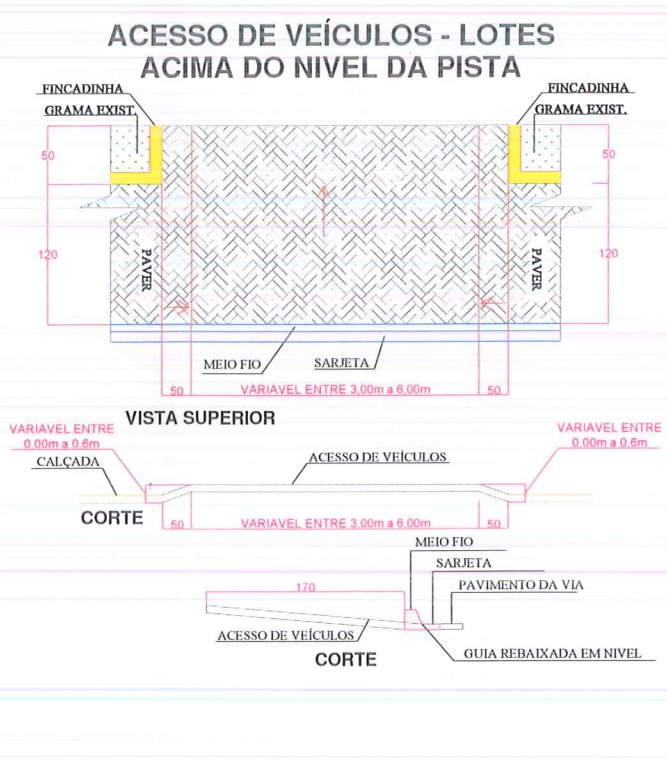 ACESSO DE VEÍCULOS - LOTES
ACIMA DO NIVEL DA PISTA
FINCADINHA
GRAMA EXIST.
FINCADINHA
GRAMA EXIST.
50
50
120
120
PAVER
PAVER
MEIO FIO
SARJETA
50
VARIAVEL ENTRE 3,00m a 6,00m
50
VISTA SUPERIOR
VARIAVEL ENTRE
0.00m a 0.6m
VARIAVEL ENTRE
0.00m a 0.6m
CALÇADA
ACESSO DE VEÍCULOS
CORTE
50
VARIAVEL ENTRE 3,00m a 6,00m
50
MEIO FIO
SARJETA
170
PAVIMENTO DA VIA
ACESSO DE VEÍCULOS
GUIA REBAIXADA EM NIVEL
CORTE